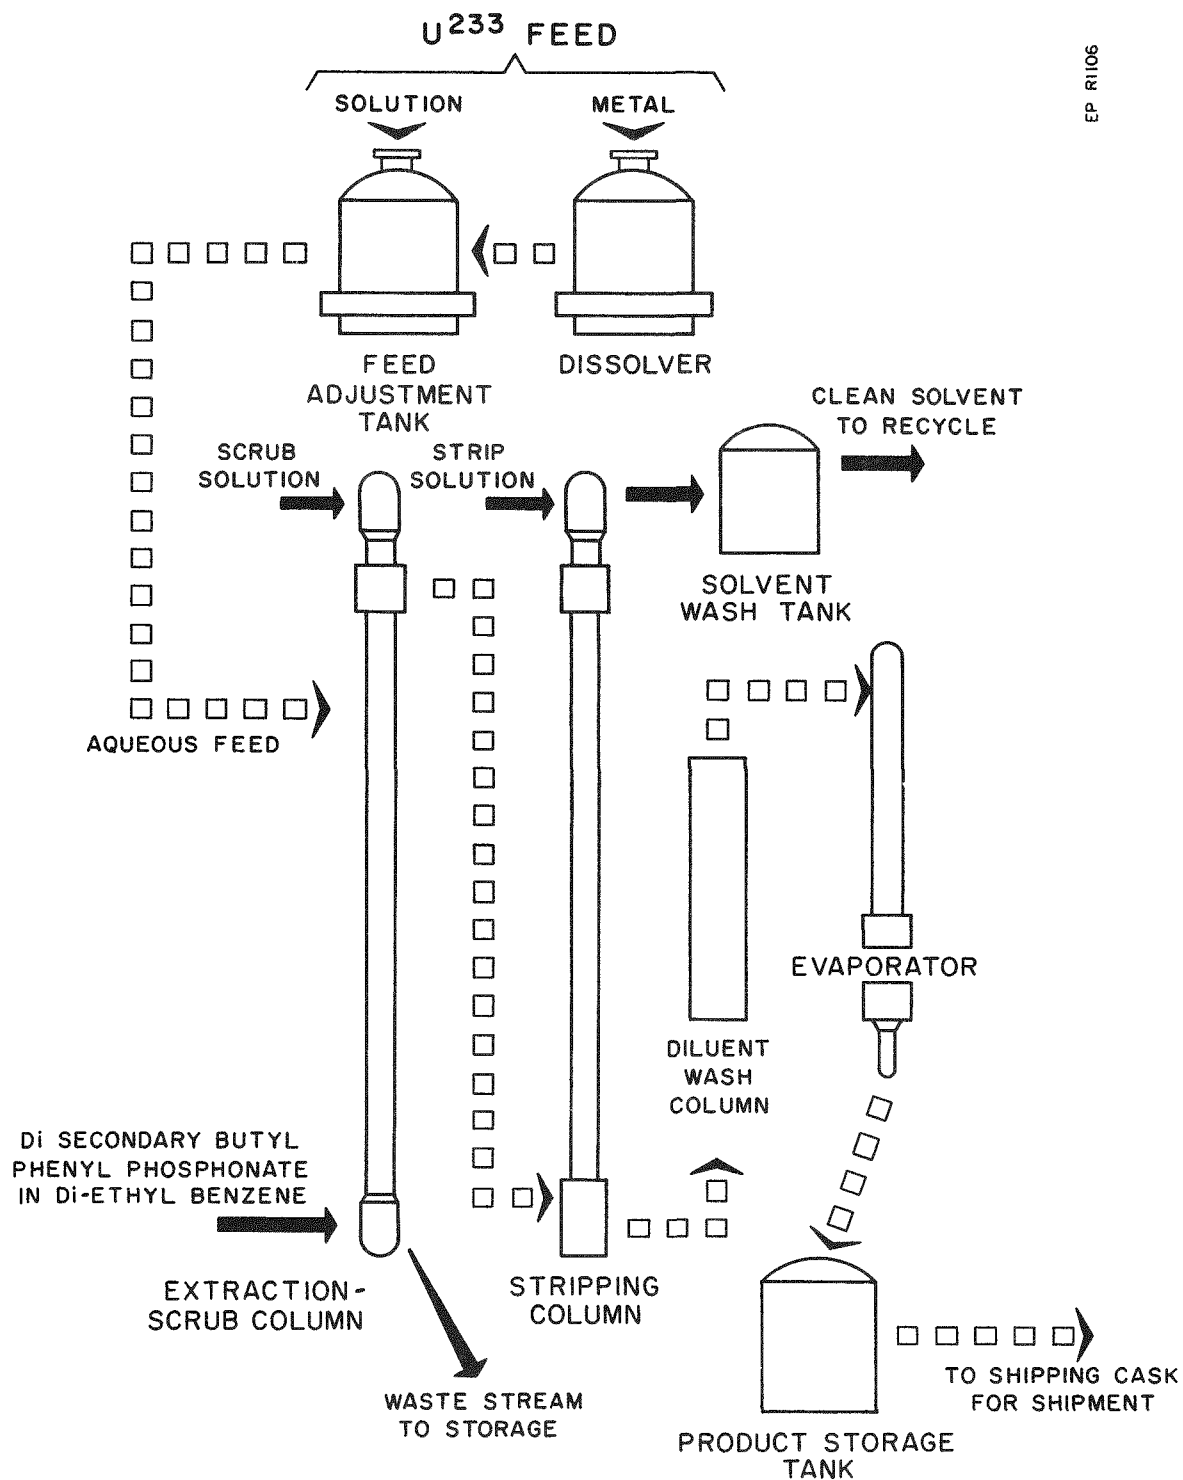 U²³³ FEED
EP R1106
SOLUTION
METAL
FEED
ADJUSTMENT
TANK
DISSOLVER
CLEAN SOLVENT
TO RECYCLE
SCRUB
SOLUTION
STRIP
SOLUTION
SOLVENT
WASH TANK
AQUEOUS FEED
EVAPORATOR
DILUENT
WASH
COLUMN
Di SECONDARY BUTYL
PHENYL PHOSPHONATE
IN Di-ETHYL BENZENE
EXTRACTION-
SCRUB COLUMN
STRIPPING
COLUMN
WASTE STREAM
TO STORAGE
TO SHIPPING CASK
FOR SHIPMENT
PRODUCT STORAGE
TANK